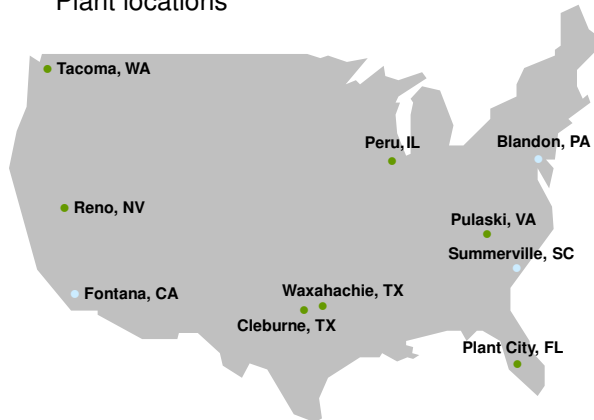 Plant locations
Tacoma, WA
Peru, IL
Blandon, PA
Reno, NV
Pulaski, VA
Summerville, SC
Fontana, CA
Waxahachie, TX
Cleburne, TX
Plant City, FL